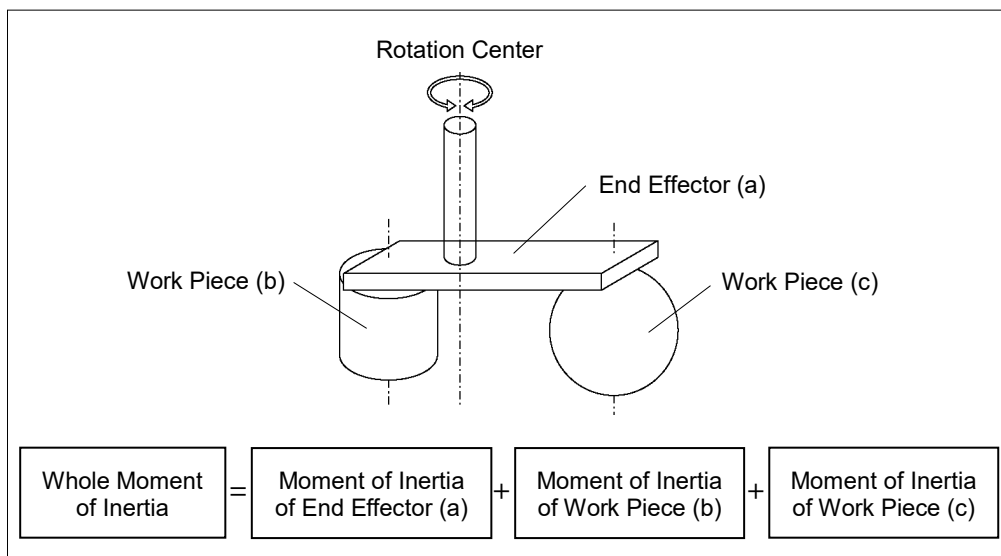 Rotation Center
End Effector (a)
Work Piece (b)
Work Piece (c)
Whole Moment
of Inertia
=
Moment of Inertia
of End Effector (a)
+
Moment of Inertia
of Work Piece (b)
+
Moment of Inertia
of Work Piece (c)